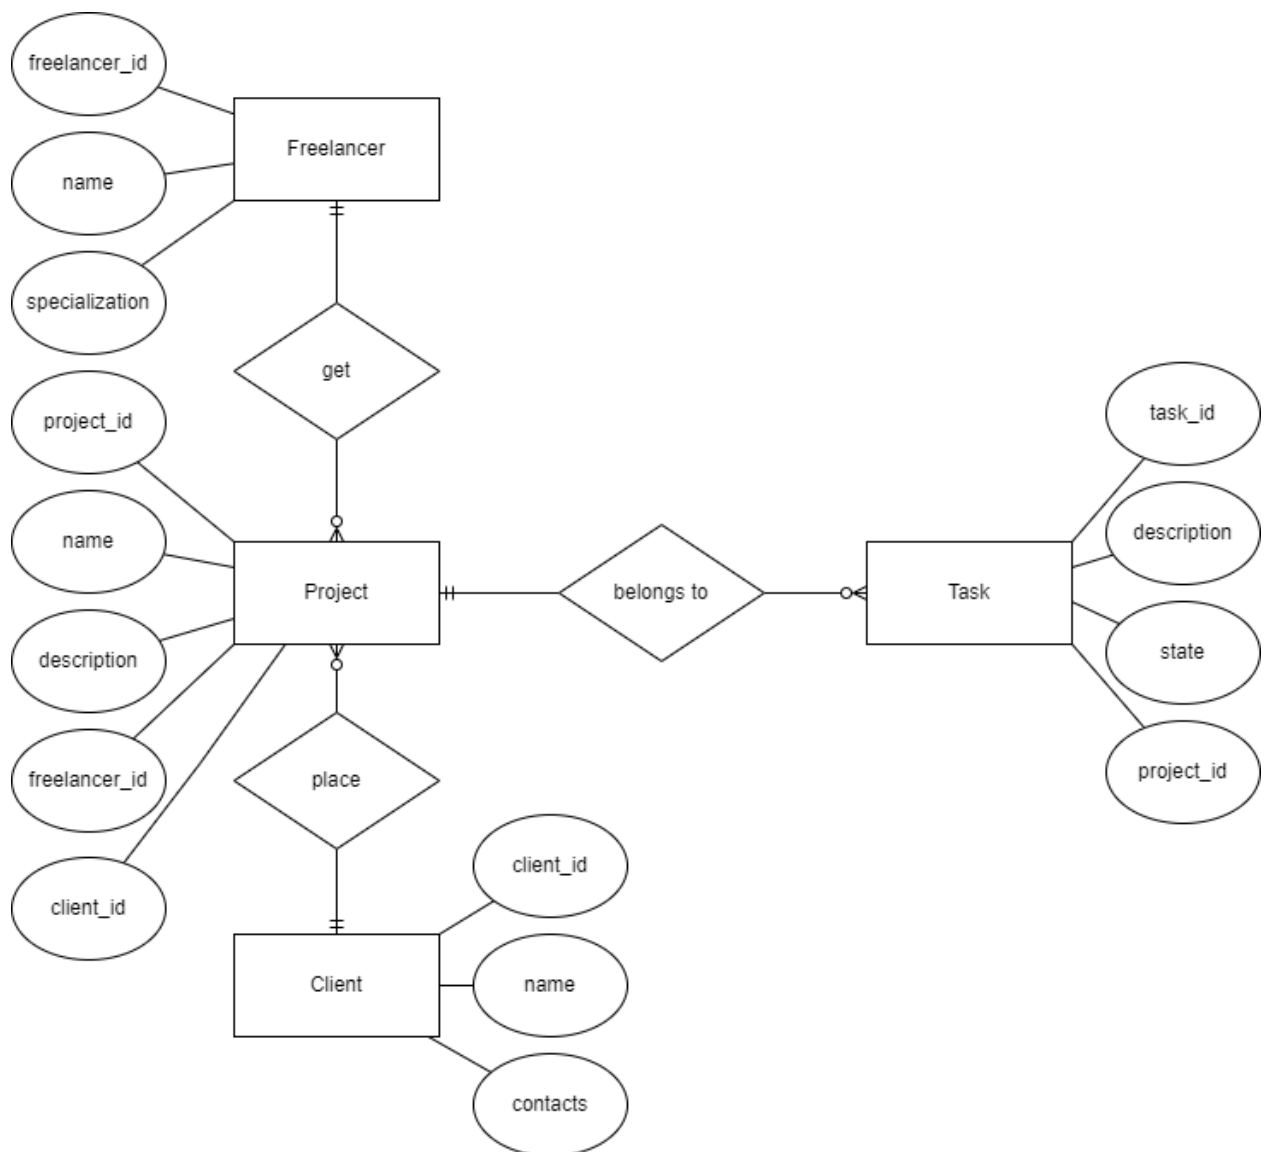 freelancer_id
Freelancer
name
specialization
get
project_id
name
Project
description
freelancer_id
client_id
belongs to
Task
task_id
description
state
project_id
place
Client
client_id
name
contacts